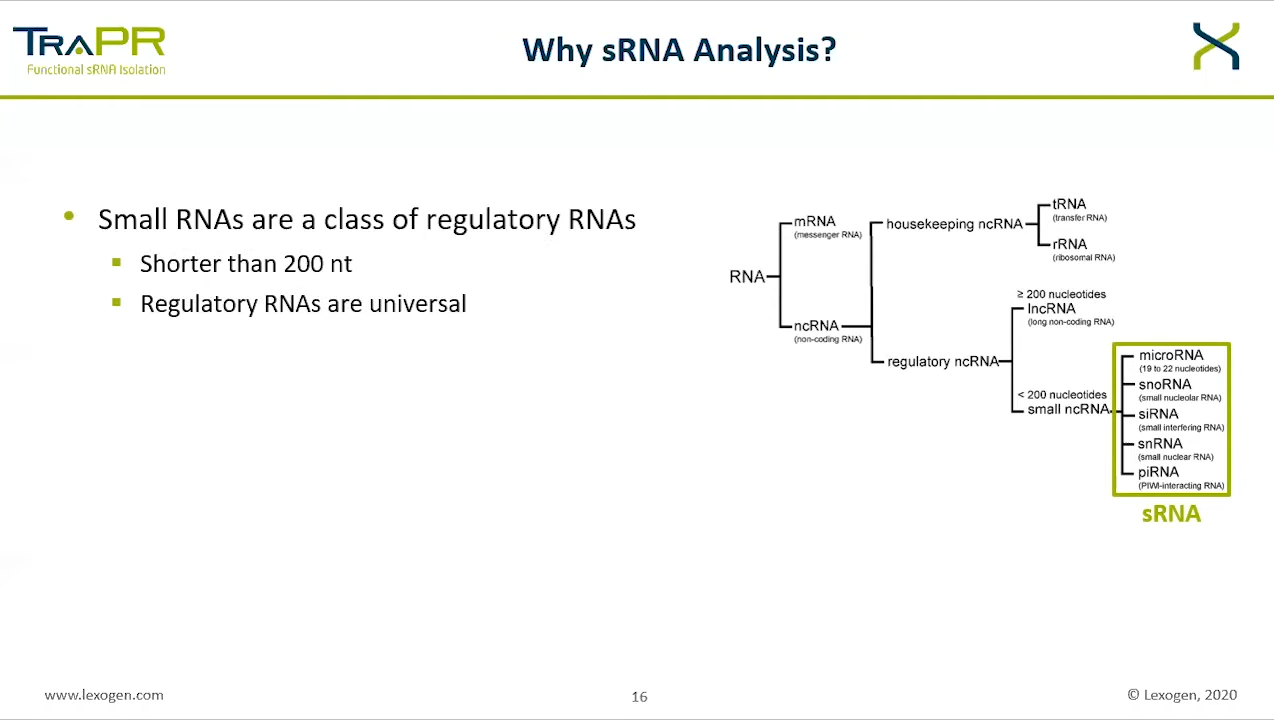 TRAPR
Functional sRNA Isolation
Why sRNA Analysis?
• Small RNAs are a class of regulatory RNAs
▪ Shorter than 200 nt
▪ Regulatory RNAs are universal
RNA
mRNA
(messenger RNA)
ncRNA
(non-coding RNA)
housekeeping ncRNA
tRNA
(transfer RNA)
rRNA
(ribosomal RNA)
regulatory ncRNA
≥ 200 nucleotides
lncRNA
(long non-coding RNA)
< 200 nucleotides
small ncRNA
microRNA
(19 to 22 nucleotides)
snoRNA
(small nucleolar RNA)
siRNA
(small interfering RNA)
snRNA
(small nuclear RNA)
piRNA
(PIWI-interacting RNA)
sRNA
www.lexogen.com
16
© Lexogen, 2020